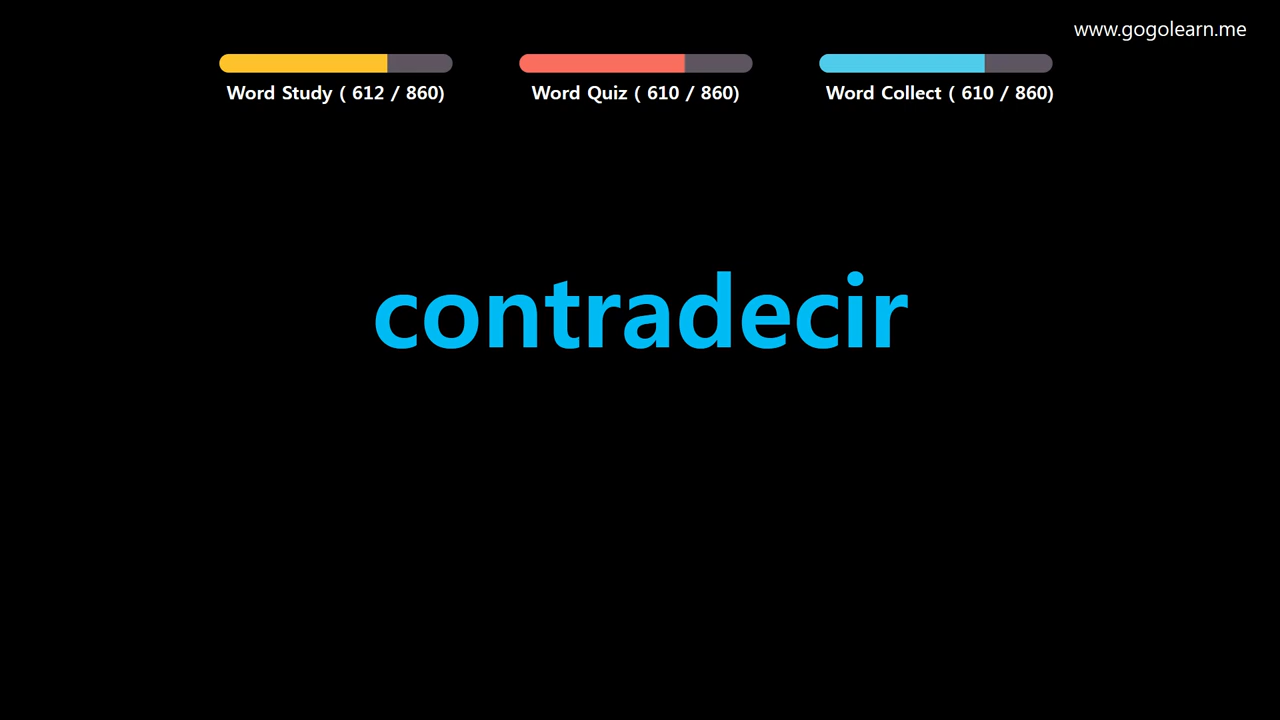 www.gogolearn.me
Word Study ( 612 / 860)
Word Quiz ( 610 / 860)
Word Collect ( 610 / 860)
contradecir